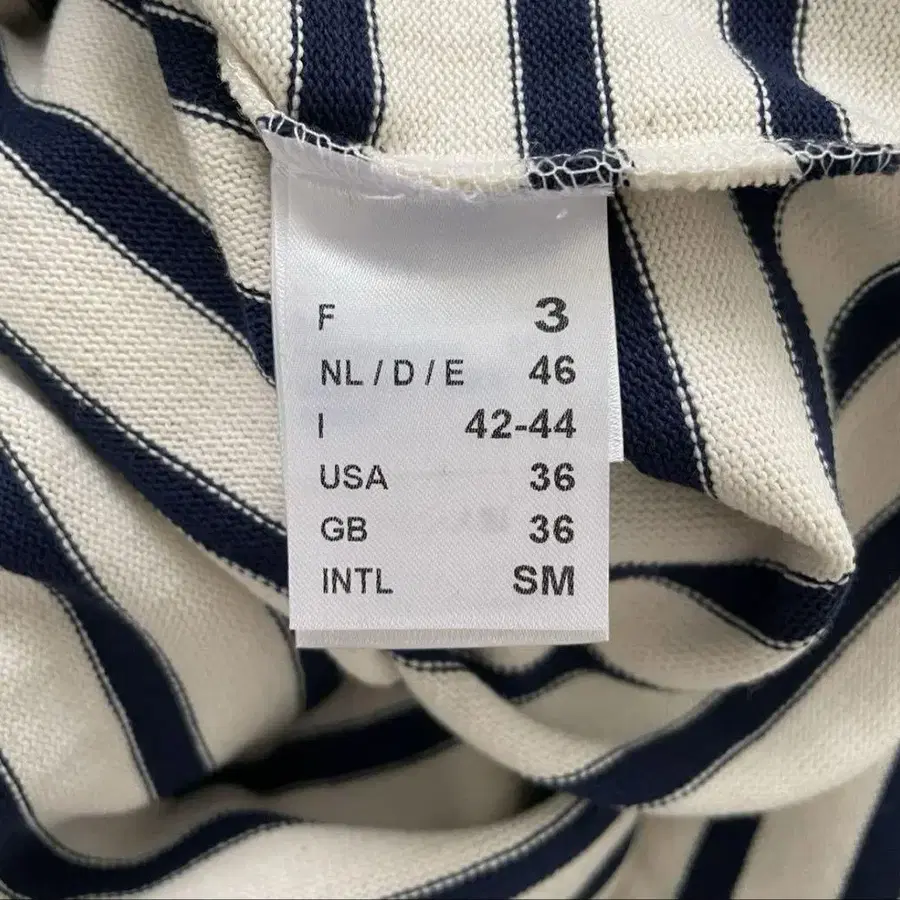 F 3
NL / D / E 46
I 42-44
USA 36
GB 36
INTL SM